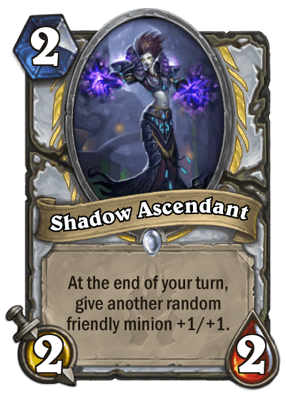 2
Shadow Ascendant
At the end of your turn,
give another random
friendly minion +1/+1.
2 2